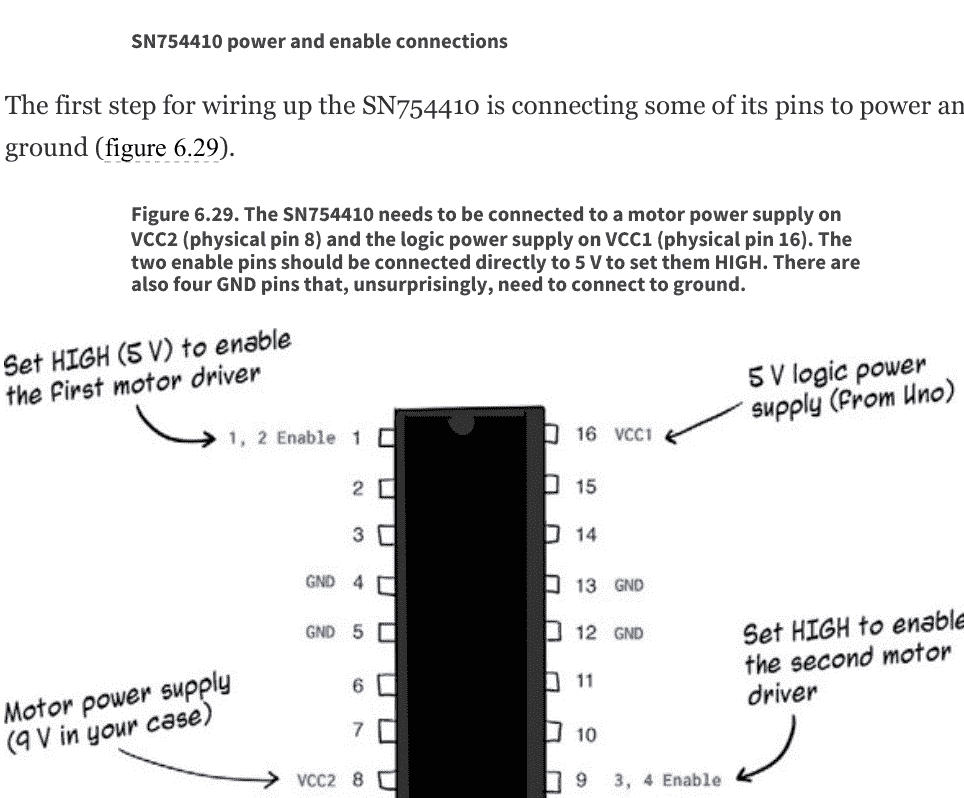 SN754410 power and enable connections
The first step for wiring up the SN754410 is connecting some of its pins to power an
ground (figure 6.29).
Figure 6.29. The SN754410 needs to be connected to a motor power supply on
VCC2 (physical pin 8) and the logic power supply on VCC1 (physical pin 16). The
two enable pins should be connected directly to 5 V to set them HIGH. There are
also four GND pins that, unsurprisingly, need to connect to ground.
Set HIGH (5 V) to enable
the first motor driver
5 V logic power
supply (from Uno)
1, 2 Enable 1
16 VCC1
2
15
3
14
GND 4
13 GND
GND 5
12 GND
Set HIGH to enable
the second motor
driver
6
11
Motor power supply
(9 V in your case)
7
10
VCC2 8
9 3, 4 Enable